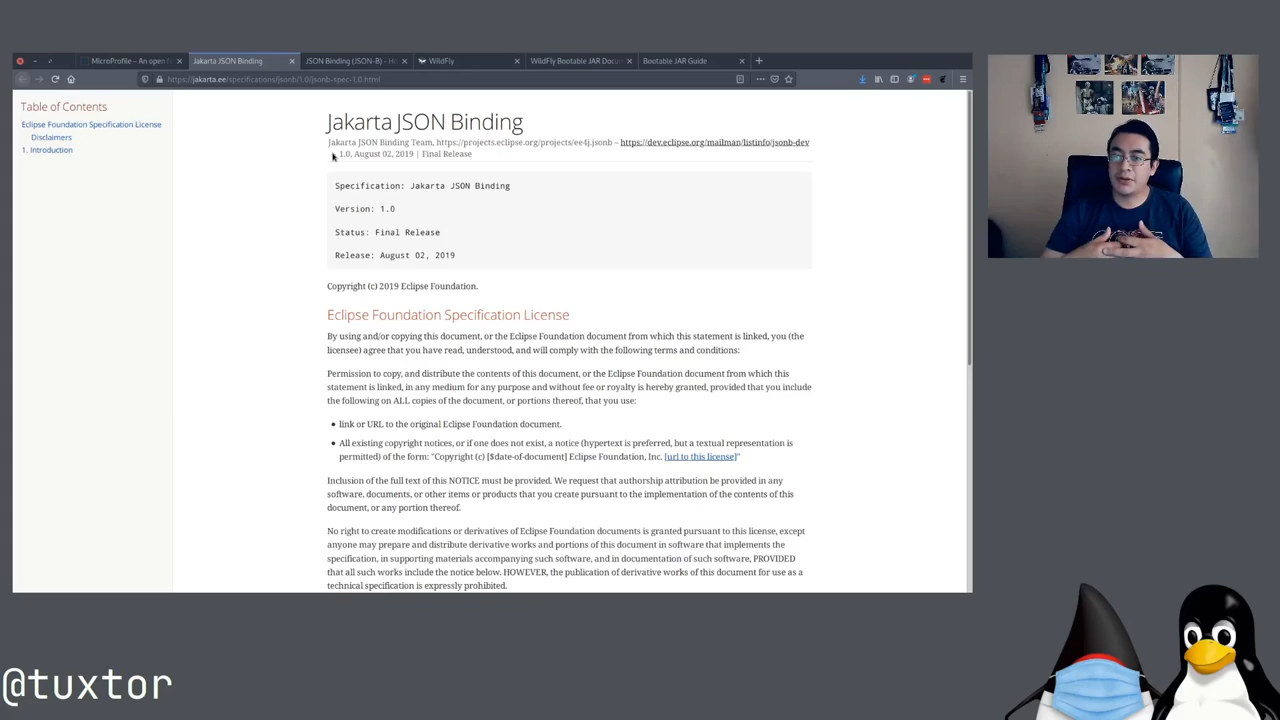 MicroProfile – An open f
Jakarta JSON Binding
JSON Binding (JSON-B) - H
WildFly
WildFly Bootable JAR Docu
Bootable JAR Guide
https://jakarta.ee/specifications/jsonb/1.0/jsonb-spec-1.0.html
Table of Contents
Eclipse Foundation Specification License
Disclaimers
1. Introduction
Jakarta JSON Binding
Jakarta JSON Binding Team, https://projects.eclipse.org/projects/ee4j.jsonb – https://dev.eclipse.org/mailman/listinfo/jsonb-dev
1.0, August 02, 2019 | Final Release
Specification: Jakarta JSON Binding
Version: 1.0
Status: Final Release
Release: August 02, 2019
Copyright (c) 2019 Eclipse Foundation.
Eclipse Foundation Specification License
By using and/or copying this document, or the Eclipse Foundation document from which this statement is linked, you (the
licensee) agree that you have read, understood, and will comply with the following terms and conditions:
Permission to copy, and distribute the contents of this document, or the Eclipse Foundation document from which this
statement is linked, in any medium for any purpose and without fee or royalty is hereby granted, provided that you include
the following on ALL copies of the document, or portions thereof, that you use:
● link or URL to the original Eclipse Foundation document.
● All existing copyright notices, or if one does not exist, a notice (hypertext is preferred, but a textual representation is
permitted) of the form: "Copyright (c) [$date-of-document] Eclipse Foundation, Inc. [url to this license]"
Inclusion of the full text of this NOTICE must be provided. We request that authorship attribution be provided in any
software, documents, or other items or products that you create pursuant to the implementation of the contents of this
document, or any portion thereof.
No right to create modifications or derivatives of Eclipse Foundation documents is granted pursuant to this license, except
anyone may prepare and distribute derivative works and portions of this document in software that implements the
specification, in supporting materials accompanying such software, and in documentation of such software, PROVIDED
that all such works include the notice below. HOWEVER, the publication of derivative works of this document for use as a
technical specification is expressly prohibited.
@tuxtor